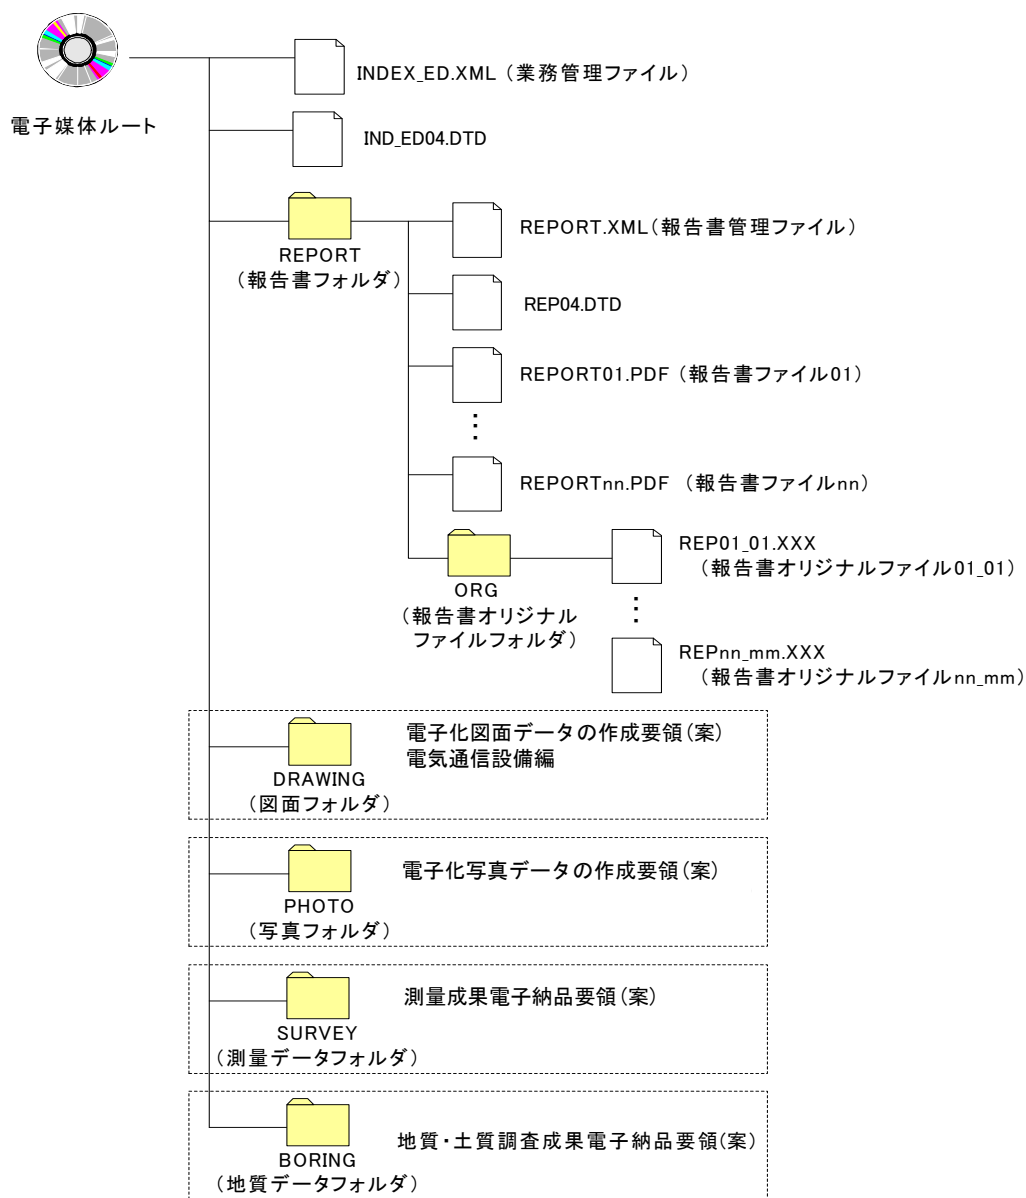 電子媒体ルート
INDEX_ED.XML（業務管理ファイル）
IND_ED04.DTD
REPORT
（報告書フォルダ）
REPORT.XML（報告書管理ファイル）
REP04.DTD
REPORT01.PDF（報告書ファイル01）
⋮
REPORTnn.PDF （報告書ファイルnn）
ORG
（報告書オリジナル
ファイルフォルダ）
REP01_01.XXX
（報告書オリジナルファイル01_01）
⋮
REPnn_mm.XXX
（報告書オリジナルファイルnn_mm）
DRAWING
（図面フォルダ）
電子化図面データの作成要領（案）
電気通信設備編
PHOTO
（写真フォルダ）
電子化写真データの作成要領（案）
SURVEY
（測量データフォルダ）
測量成果電子納品要領（案）
BORING
（地質データフォルダ）
地質・土質調査成果電子納品要領（案）